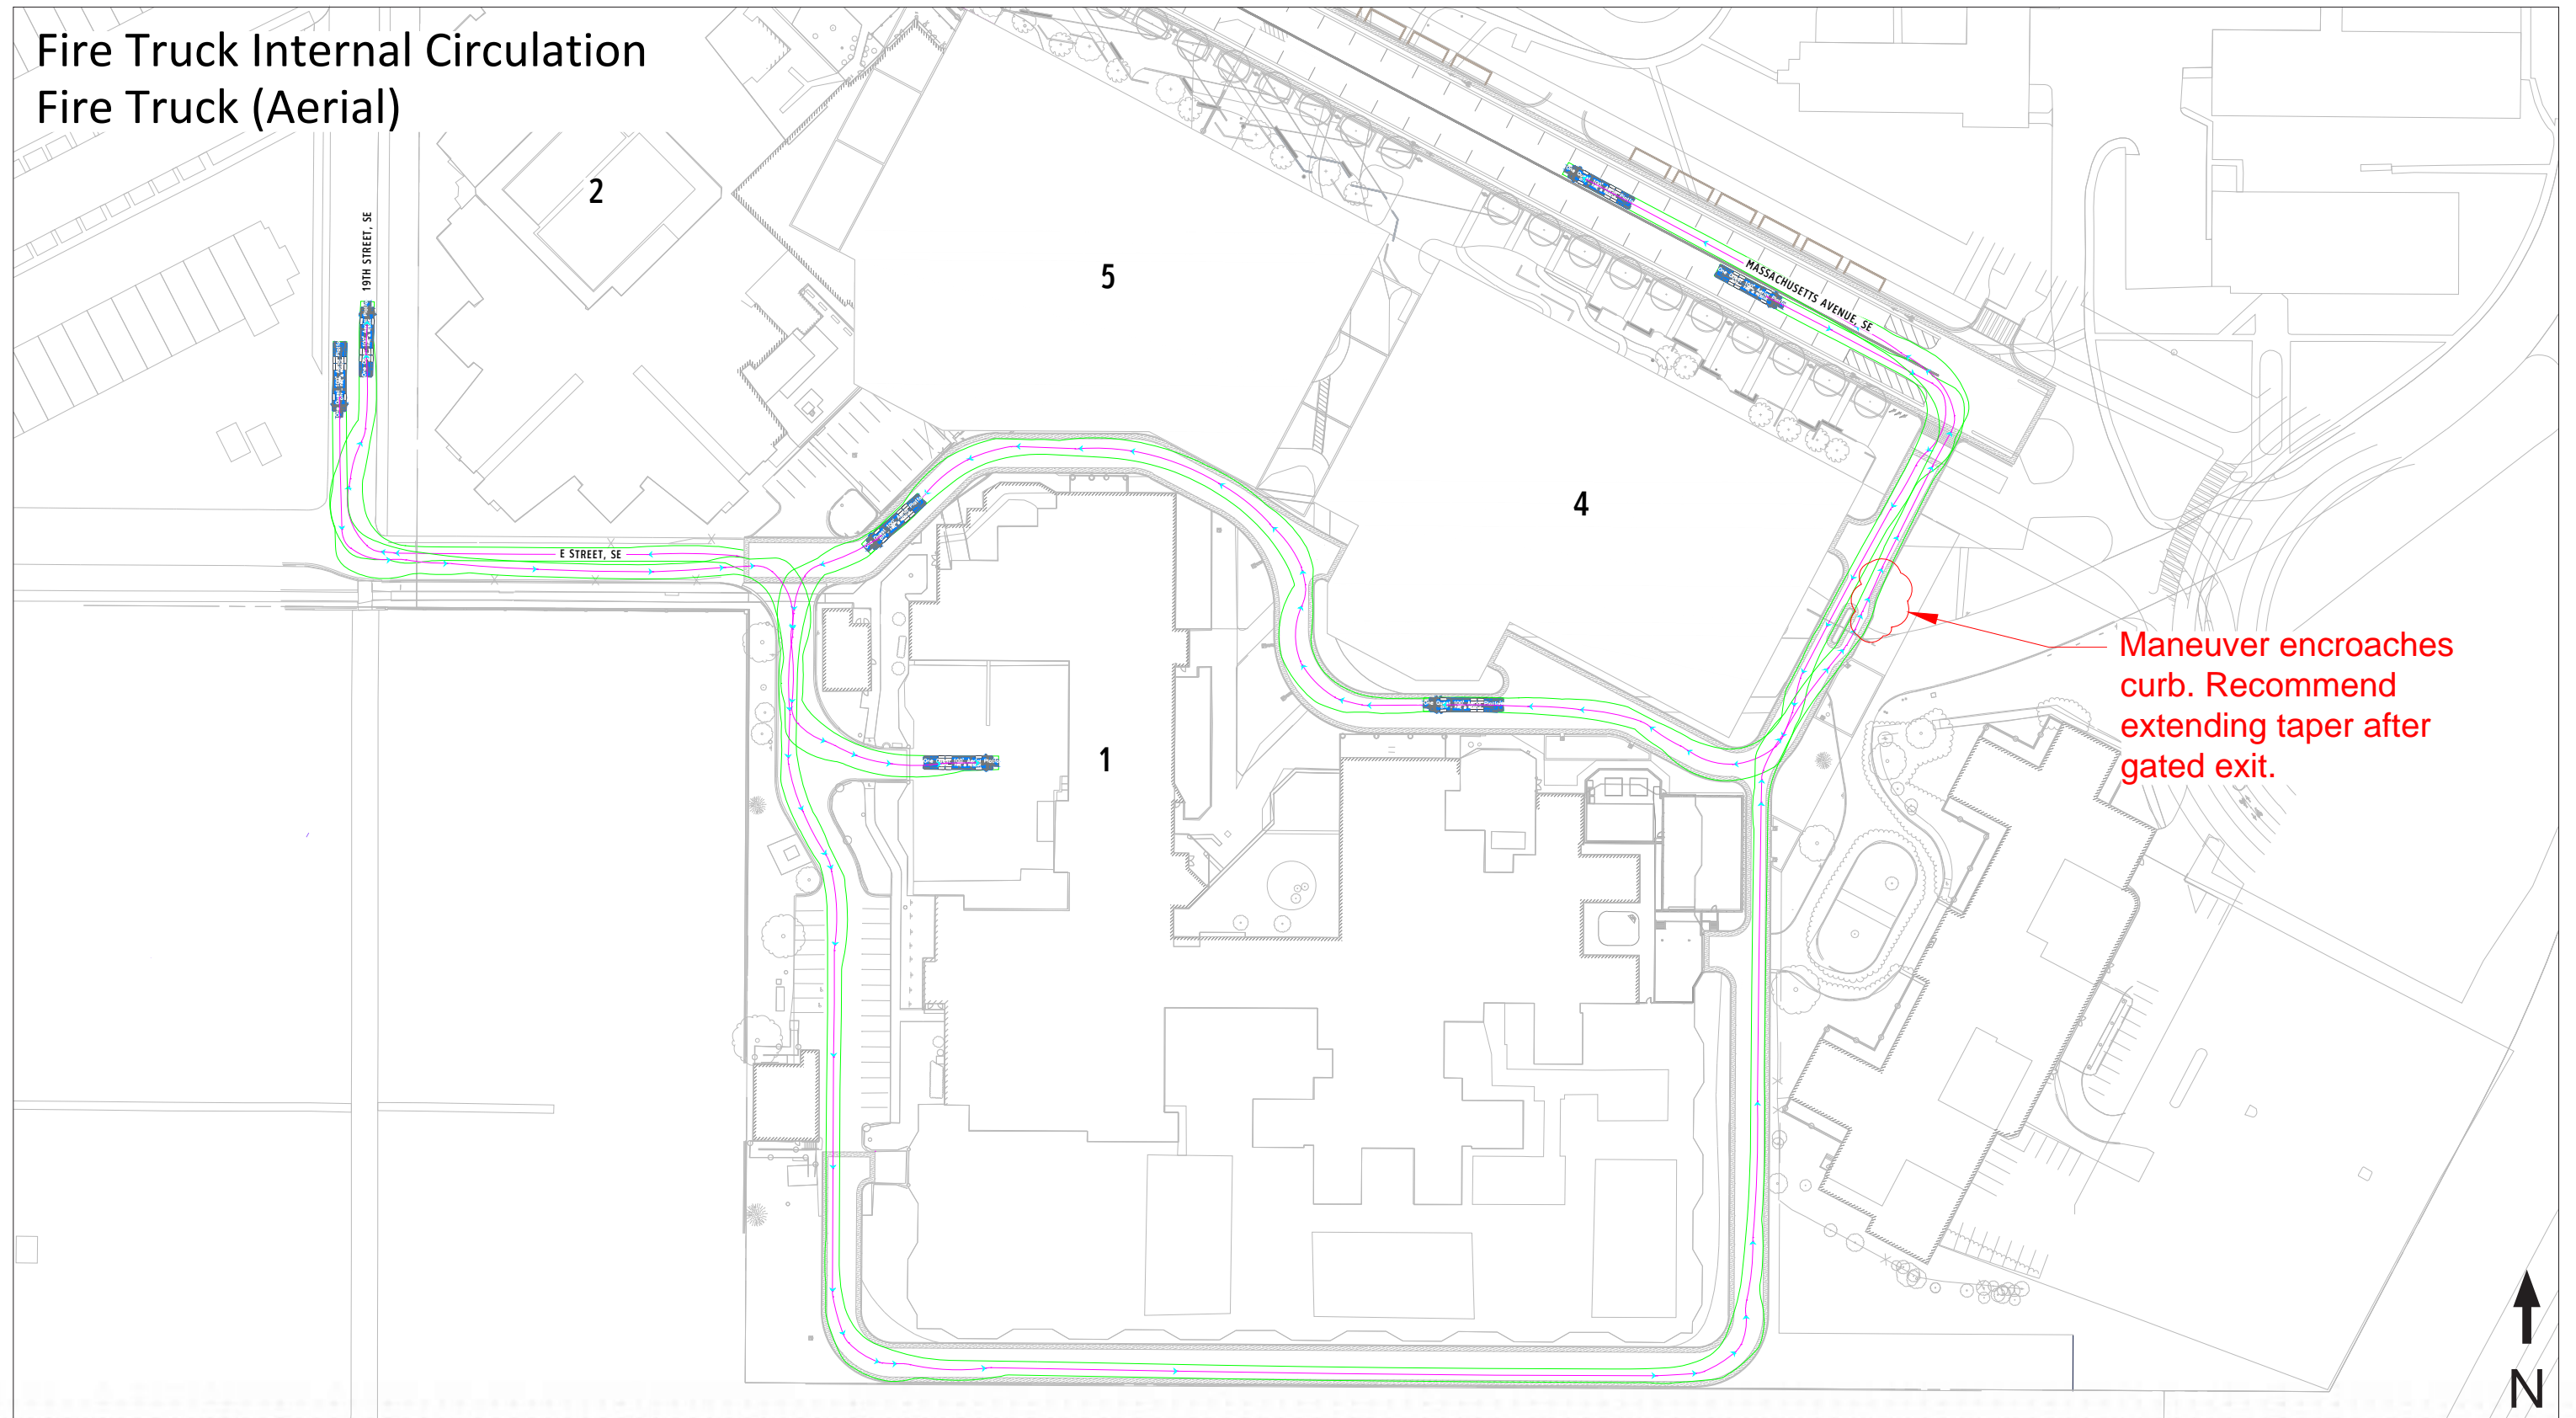 Fire Truck Internal Circulation
Fire Truck (Aerial)
2
19TH STREET, SE
5
MASSACHUSETTS AVENUE, SE
4
E STREET, SE
Maneuver encroaches
curb. Recommend
extending taper after
gated exit.
1
N